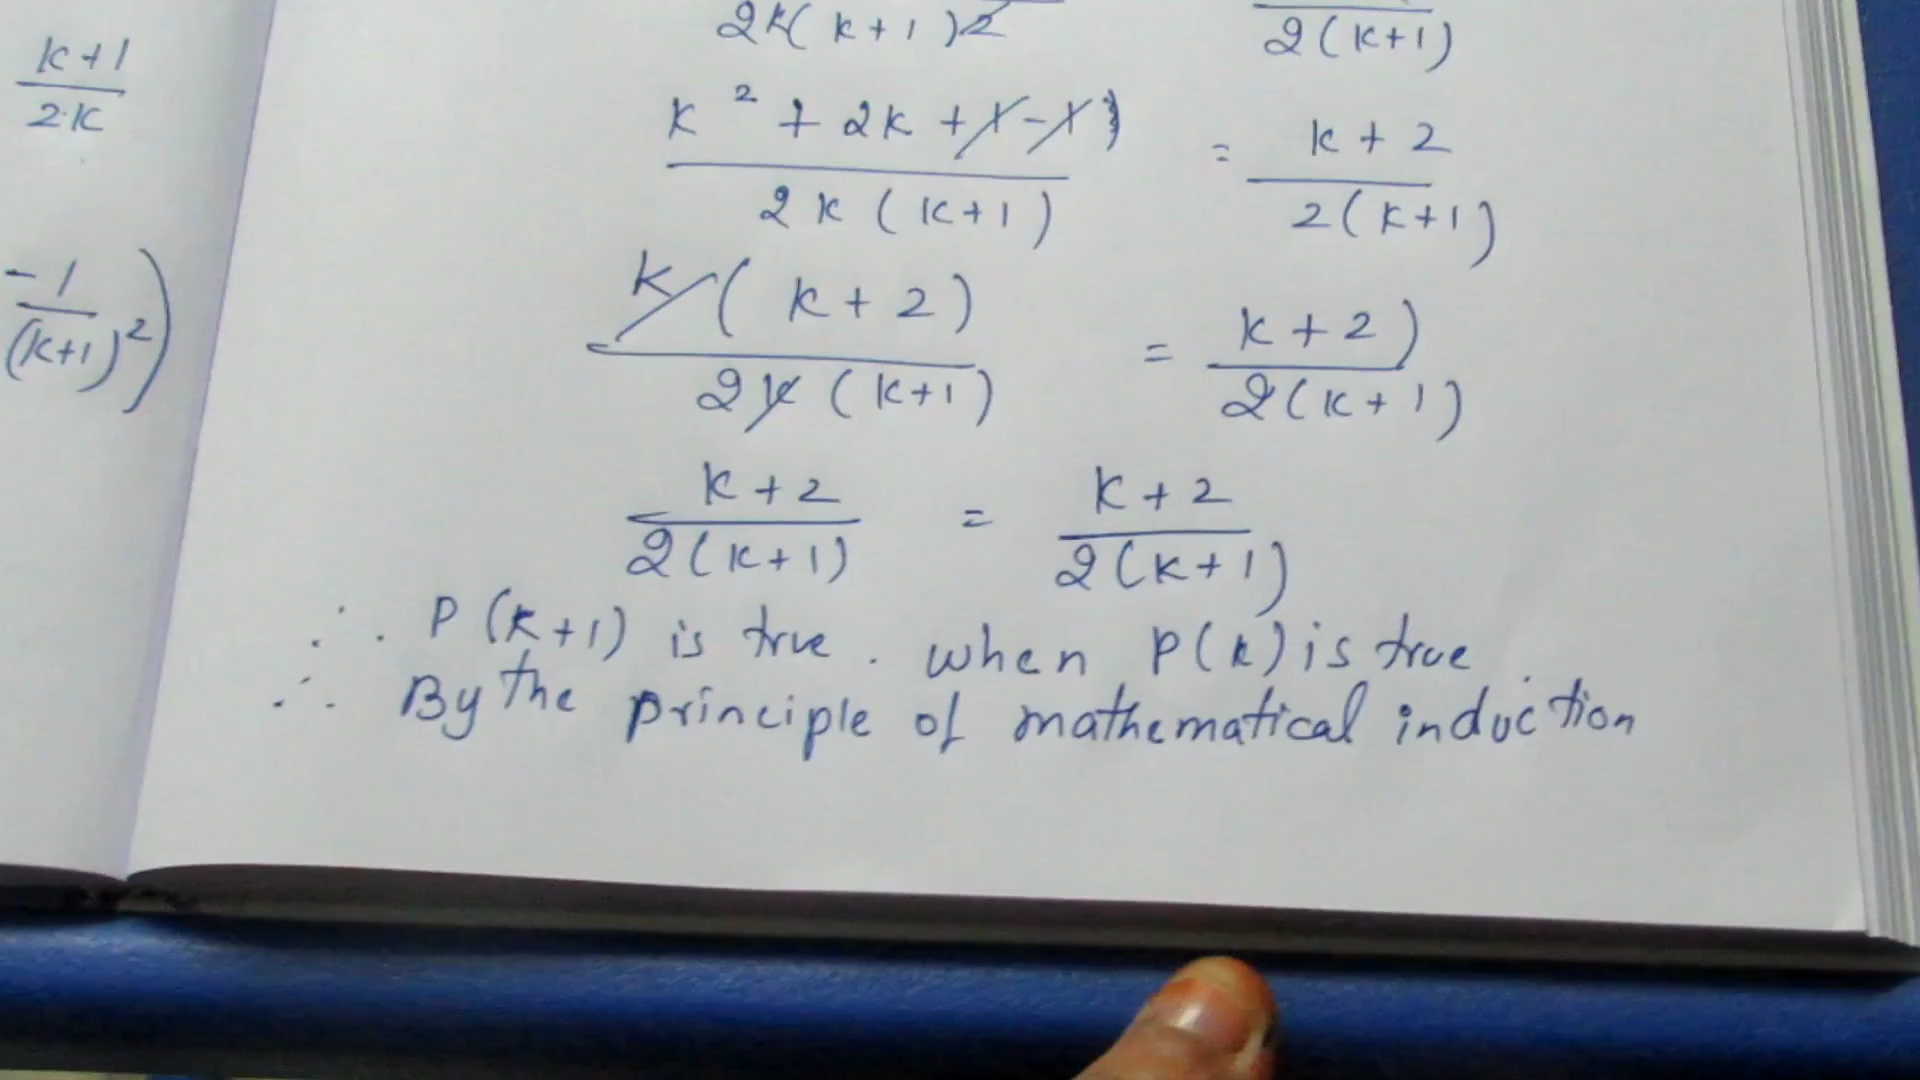 k+1
2·k
-1
(k+1)²)
2k(k+1)2
2(k+1)
k² + 2k + 1 - 1 = k+2
2k(k+1) 2(k+1)
k(k+2) = k+2)
2k(k+1) 2(k+1)
k+2 = k+2
2(k+1) 2(k+1)
∴ P(k+1) is true. when P(k) is true.
∴ By the principle of mathematical induction